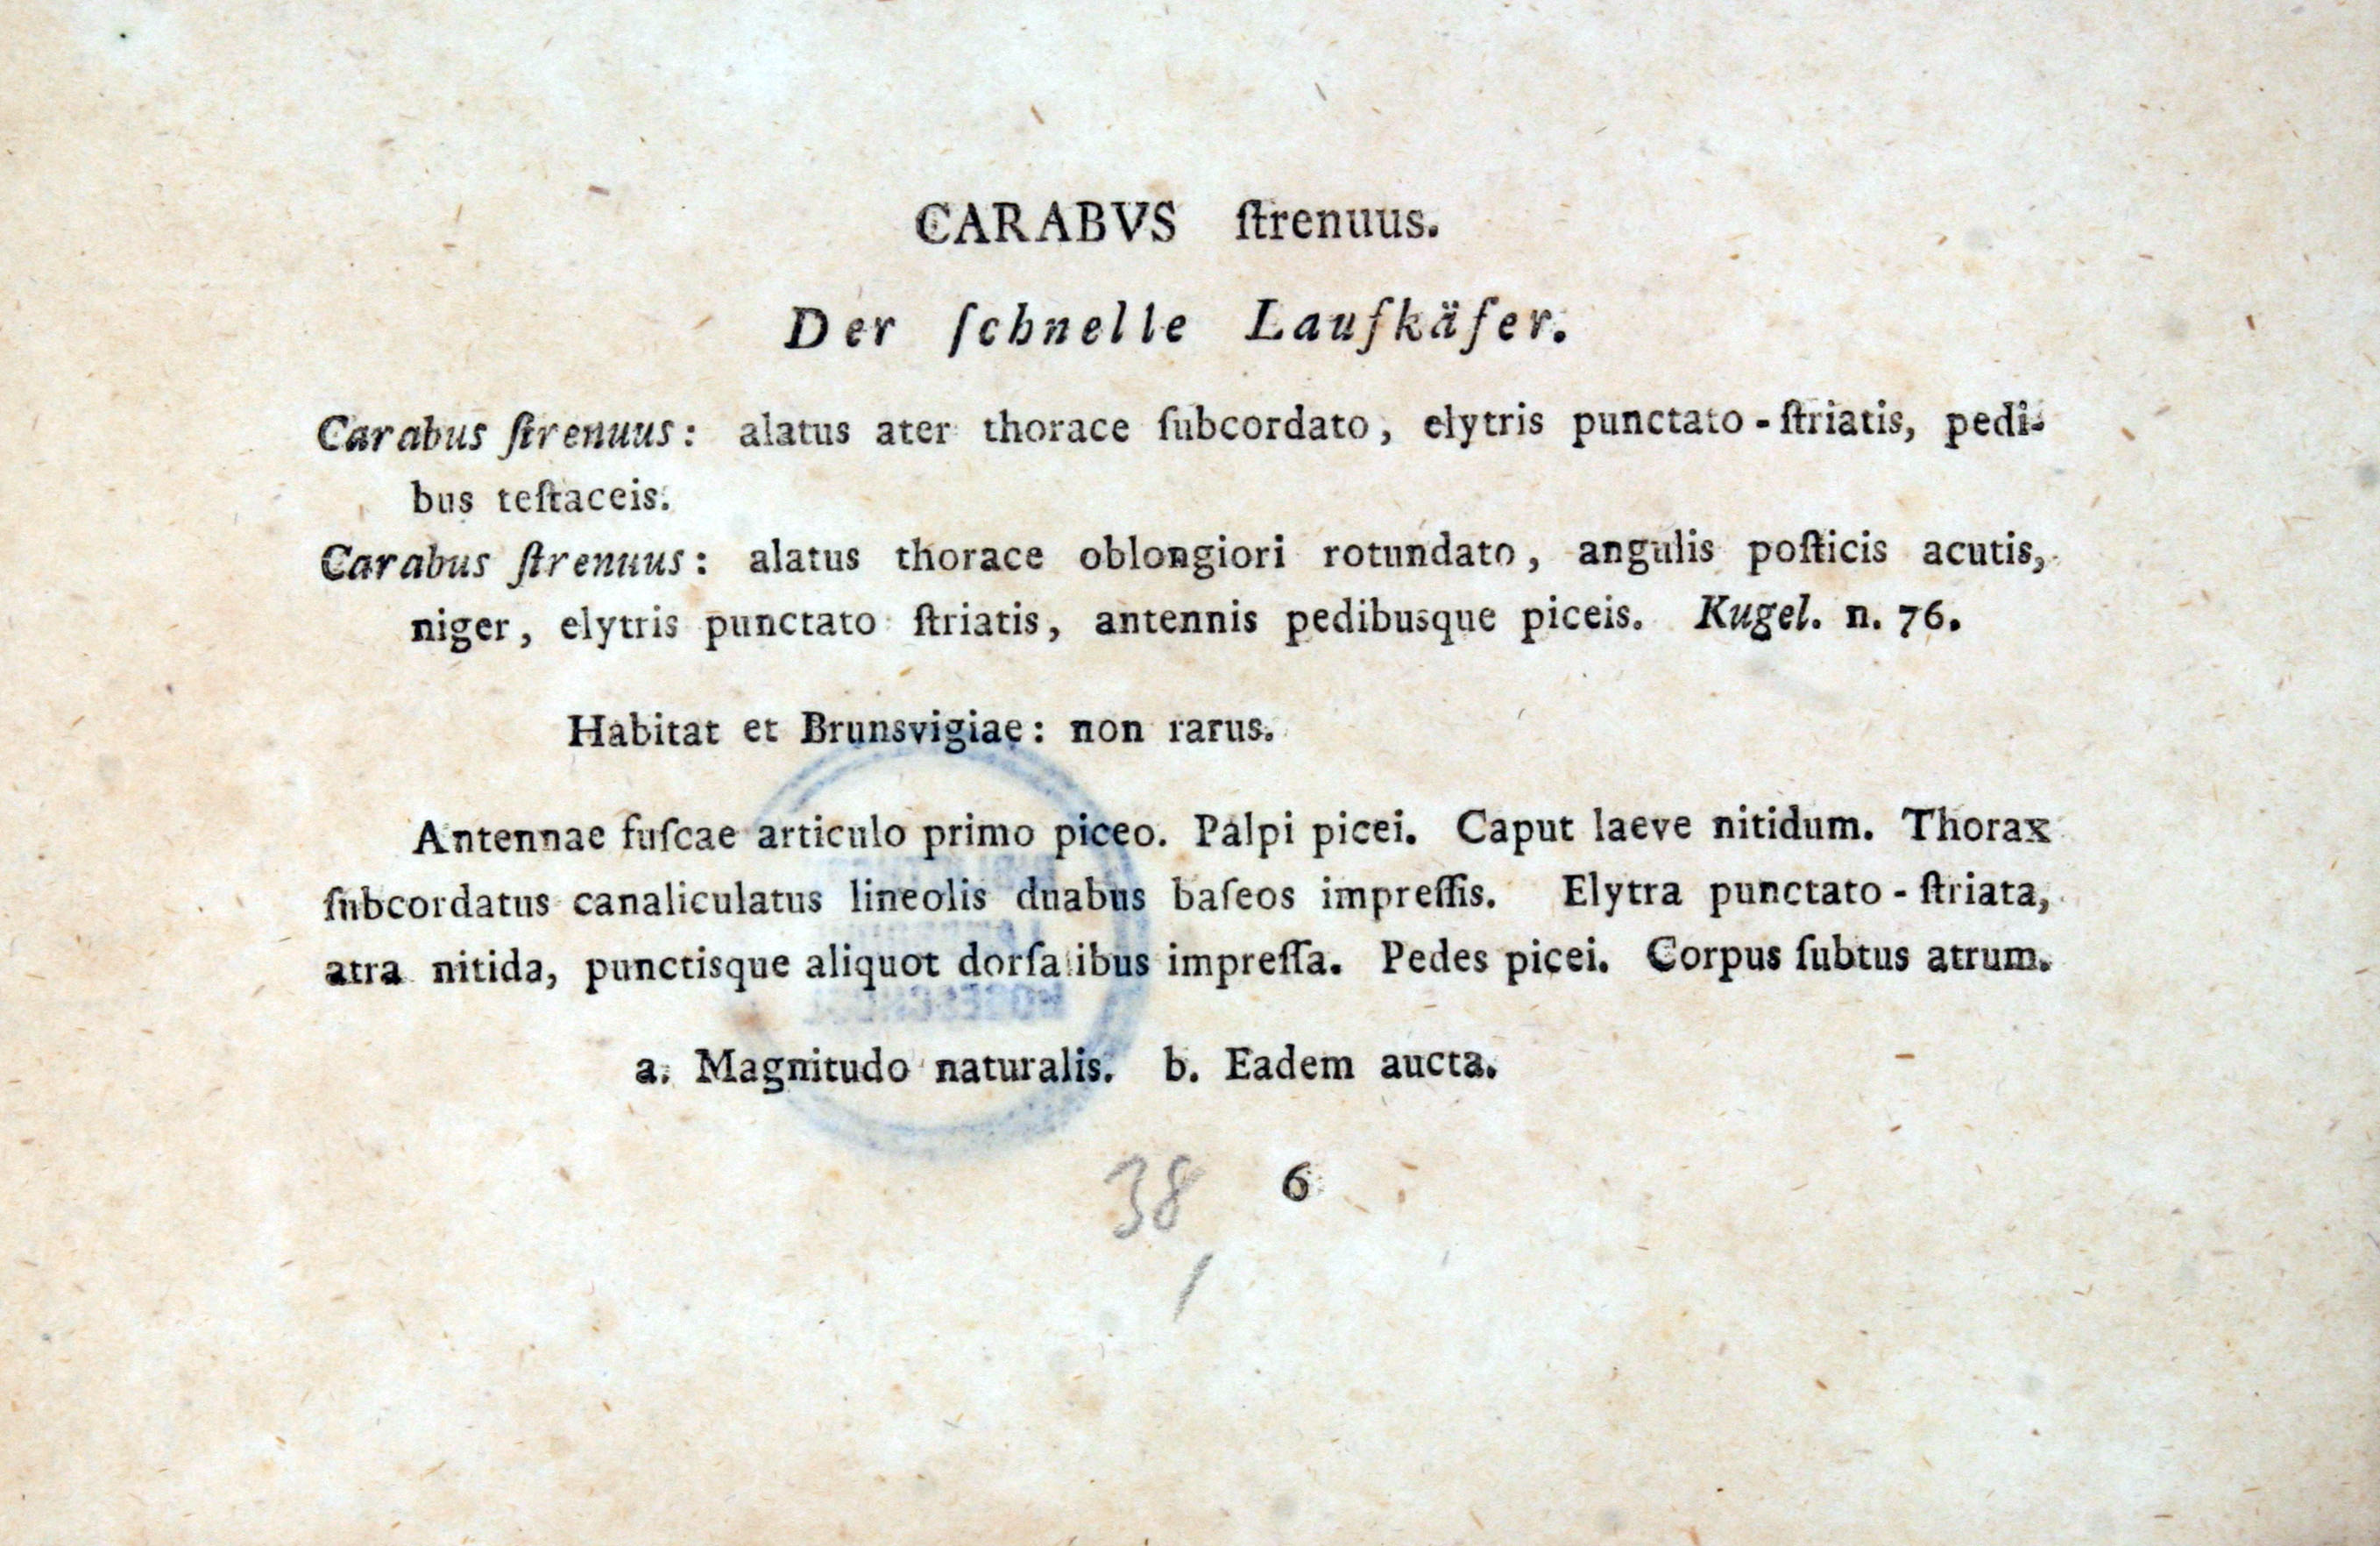 CARABVS ſtrenuus.
Der ſchnelle Laufkäfer.
Carabus ſtrenuus: alatus ater thorace ſubcordato, elytris punctato-ſtriatis, pedi-
bus teſtaceis.
Carabus ſtrenuus: alatus thorace oblongiori rotundato, angulis poſticis acutis,
niger, elytris punctato ſtriatis, antennis pedibusque piceis. Kugel. n. 76.
Habitat et Brunsvigiae: non rarus.
Antennae fuſcae articulo primo piceo. Palpi picei. Caput laeve nitidum. Thorax
ſubcordatus canaliculatus lineolis duabus baſeos impreſſis. Elytra punctato-ſtriata,
atra nitida, punctisque aliquot dorſalibus impreſſa. Pedes picei. Corpus ſubtus atrum.
a. Magnitudo naturalis. b. Eadem aucta.
38 6
/